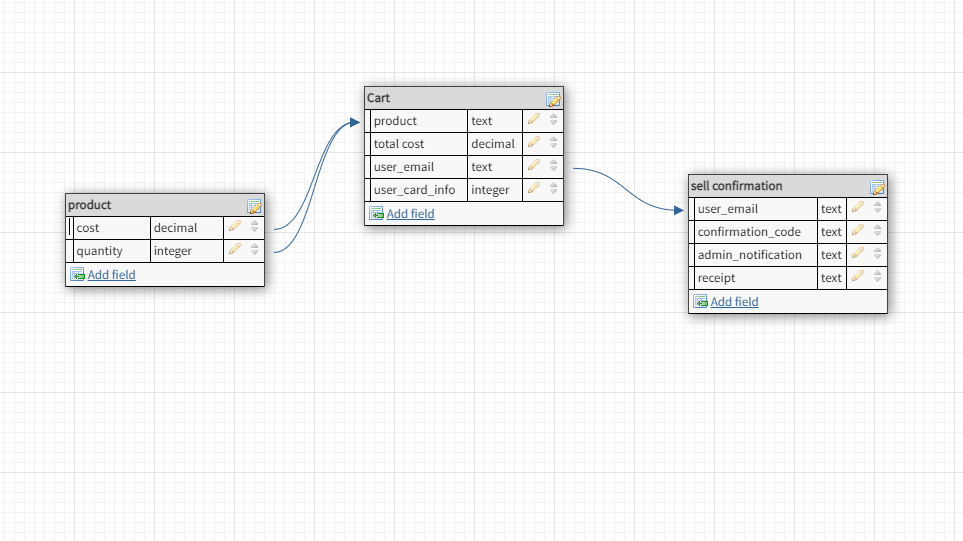 product
cost decimal
quantity integer
Add field
Cart
product text
total cost decimal
user_email text
user_card_info integer
Add field
sell confirmation
user_email text
confirmation_code text
admin_notification text
receipt text
Add field